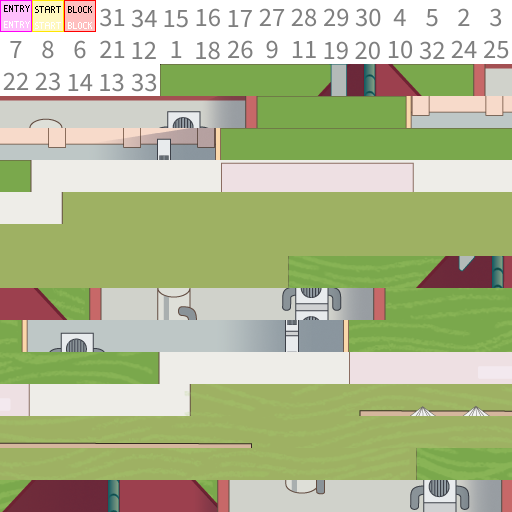 ENTRY START BLOCK 31 34 15 16 17 27 28 29 30 4 5 2 3
ENTRY START BLOCK
7 8 6 21 12 1 18 26 9 11 19 20 10 32 24 25
22 23 14 13 33